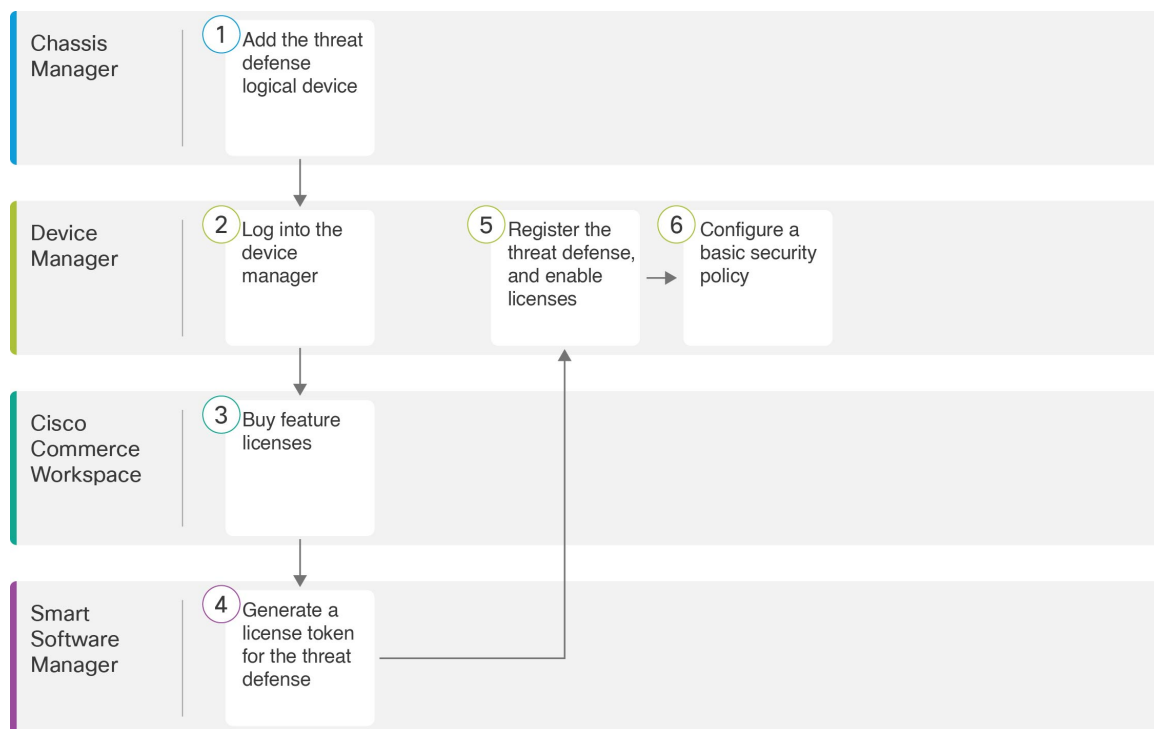 Chassis
Manager
1
Add the threat
defense
logical device
Device
Manager
2
Log into the
device
manager
5
Register the
threat defense,
and enable
licenses
6
Configure a
basic security
policy
Cisco
Commerce
Workspace
3
Buy feature
licenses
Smart
Software
Manager
4
Generate a
license token
for the threat
defense